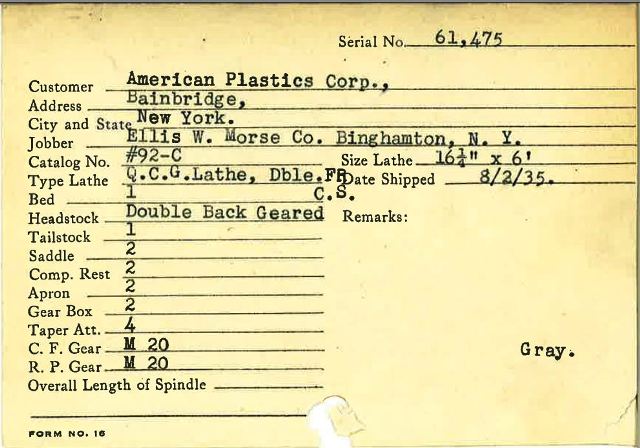 Serial No. 61,475
Customer American Plastics Corp.,
Address Bainbridge,
City and State New York.
Jobber Ellis W. Morse Co. Binghamton, N. Y.
Catalog No. #92-C Size Lathe 16¼" x 6'
Type Lathe Q.C.G.Lathe, Dble.FR Date Shipped 8/2/35.
Bed 1 C.S.
Headstock Double Back Geared Remarks:
Tailstock 1
Saddle 2
Comp. Rest 2
Apron 2
Gear Box 2
Taper Att. 4
C. F. Gear M 20 Gray.
R. P. Gear M 20
Overall Length of Spindle
FORM NO. 16